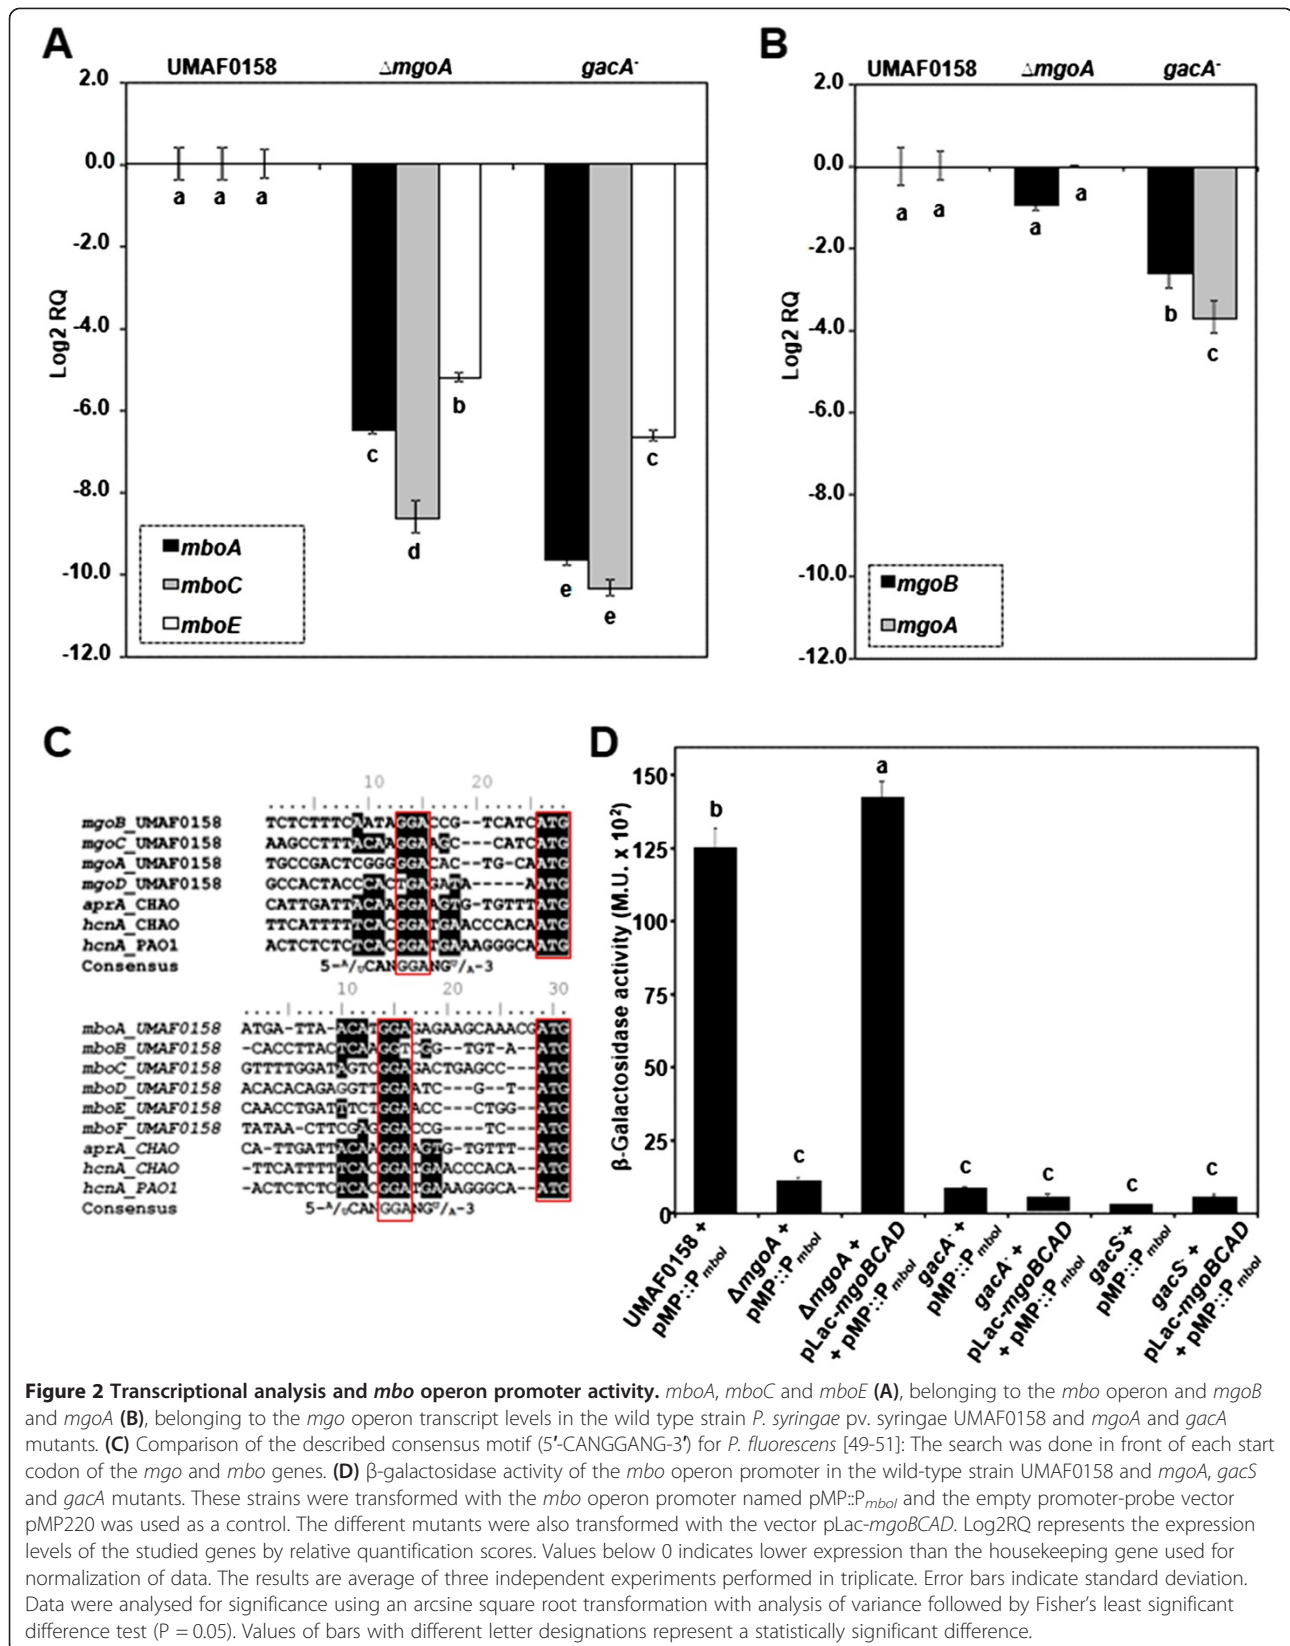 A
UMAF0158 ΔmgoA gacA-
2.0
0.0
-2.0
-4.0
-6.0
-8.0
-10.0
-12.0
Log2 RQ
a a a
c d b
e e c
mboA
mboC
mboE
B
UMAF0158 ΔmgoA gacA-
2.0
0.0
-2.0
-4.0
-6.0
-8.0
-10.0
-12.0
Log2 RQ
a a
a a
b c
mgoB
mgoA
C
10 20
mgoB_UMAF0158 TCTCTTTCAATAGGACCG--TCATCATG
mgoC_UMAF0158 AAGCCTTTACAAGGAAGC---CATCATG
mgoA_UMAF0158 TGCCGACTCGGGGGACAC--TG-CAATG
mgoD_UMAF0158 GCCACTACCCACTGAGATA-----AATG
aprA_CHAO CATTGATTACAAGGAAGTG-TGTTTATG
hcnA_CHAO TTCATTTTTCACGGATGAACCCACAATG
hcnA_PAO1 ACTCTCTCTCACGGATGAAAGGGCAATG
Consensus 5-A/UCANGGANGU/A-3
10 20 30
mboA_UMAF0158 ATGA-TTA-ACATGGAGAGAAGCAAACGATG
mboB_UMAF0158 -CACCTTACTCAAGGTCGG--TGT-A--ATG
mboC_UMAF0158 GTTTTGGATAGTCGGAGACTGAGCC---ATG
mboD_UMAF0158 ACACACAGAGGTTGGAATC---G--T--ATG
mboE_UMAF0158 CAACCTGATTTCTGGAACC---CTGG--ATG
mboF_UMAF0158 TATAA-CTTCGAGGGACCG---TC----ATG
aprA_CHAO CA-TTGATTACAAGGAAGTG-TGTTT--ATG
hcnA_CHAO -TTCATTTTTCACGGATGAACCCACA--ATG
hcnA_PAO1 -ACTCTCTCTCACGGATGAAAGGGCA--ATG
Consensus 5-A/UCANGGANGU/A-3
D
150
125
100
75
50
25
0
β-Galactosidase activity (M.U. x 10²)
b c a c c c c
UMAF0158 +
pMP::PmboI
ΔmgoA +
pMP::PmboI
ΔmgoA +
pLac-mgoBCAD
+ pMP::PmboI
gacA- +
pMP::PmboI
gacA- +
pLac-mgoBCAD
+ pMP::PmboI
gacS- +
pMP::PmboI
gacS- +
pLac-mgoBCAD
+ pMP::PmboI
Figure 2 Transcriptional analysis and mbo operon promoter activity. mboA, mboC and mboE (A), belonging to the mbo operon and mgoB
and mgoA (B), belonging to the mgo operon transcript levels in the wild type strain P. syringae pv. syringae UMAF0158 and mgoA and gacA
mutants. (C) Comparison of the described consensus motif (5′-CANGGANG-3′) for P. fluorescens [49-51]: The search was done in front of each start
codon of the mgo and mbo genes. (D) β-galactosidase activity of the mbo operon promoter in the wild-type strain UMAF0158 and mgoA, gacS
and gacA mutants. These strains were transformed with the mbo operon promoter named pMP::PmboI and the empty promoter-probe vector
pMP220 was used as a control. The different mutants were also transformed with the vector pLac-mgoBCAD. Log2RQ represents the expression
levels of the studied genes by relative quantification scores. Values below 0 indicates lower expression than the housekeeping gene used for
normalization of data. The results are average of three independent experiments performed in triplicate. Error bars indicate standard deviation.
Data were analysed for significance using an arcsine square root transformation with analysis of variance followed by Fisher's least significant
difference test (P = 0.05). Values of bars with different letter designations represent a statistically significant difference.